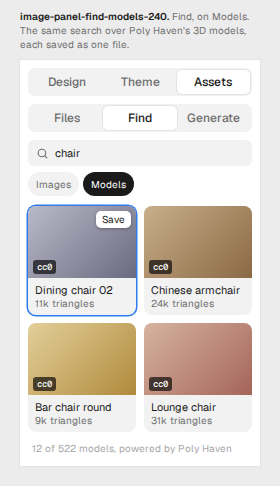 image-panel-find-models-240. Find, on Models.
The same search over Poly Haven's 3D models,
each saved as one file.
Design Theme Assets
Files Find Generate
chair
Images Models
Save
cc0 cc0
Dining chair 02 Chinese armchair
11k triangles 24k triangles
cc0 cc0
Bar chair round Lounge chair
9k triangles 31k triangles
12 of 522 models, powered by Poly Haven